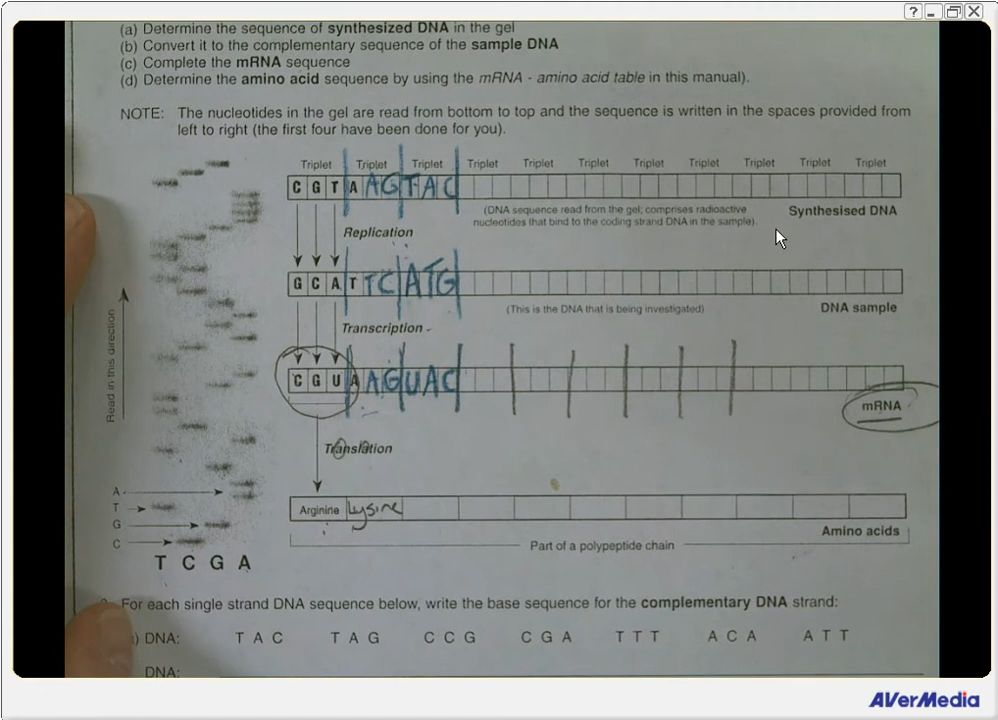 (a) Determine the sequence of synthesized DNA in the gel
(b) Convert it to the complementary sequence of the sample DNA
(c) Complete the mRNA sequence
(d) Determine the amino acid sequence by using the mRNA - amino acid table in this manual).
NOTE: The nucleotides in the gel are read from bottom to top and the sequence is written in the spaces provided from
left to right (the first four have been done for you).
Triplet Triplet Triplet Triplet Triplet Triplet Triplet Triplet Triplet Triplet Triplet
C G T A A G T A C
(DNA sequence read from the gel; comprises radioactive
nucleotides that bind to the coding strand DNA in the sample).
Synthesised DNA
Replication
G C A T T C A T G
(This is the DNA that is being investigated)
DNA sample
Transcription
Read in this direction
C G U A A G U A C
mRNA
Translation
Arginine Lysine
Amino acids
Part of a polypeptide chain
A
T
G
C
T C G A
For each single strand DNA sequence below, write the base sequence for the complementary DNA strand:
) DNA: T A C T A G C C G C G A T T T A C A A T T
DNA:
AVerMedia